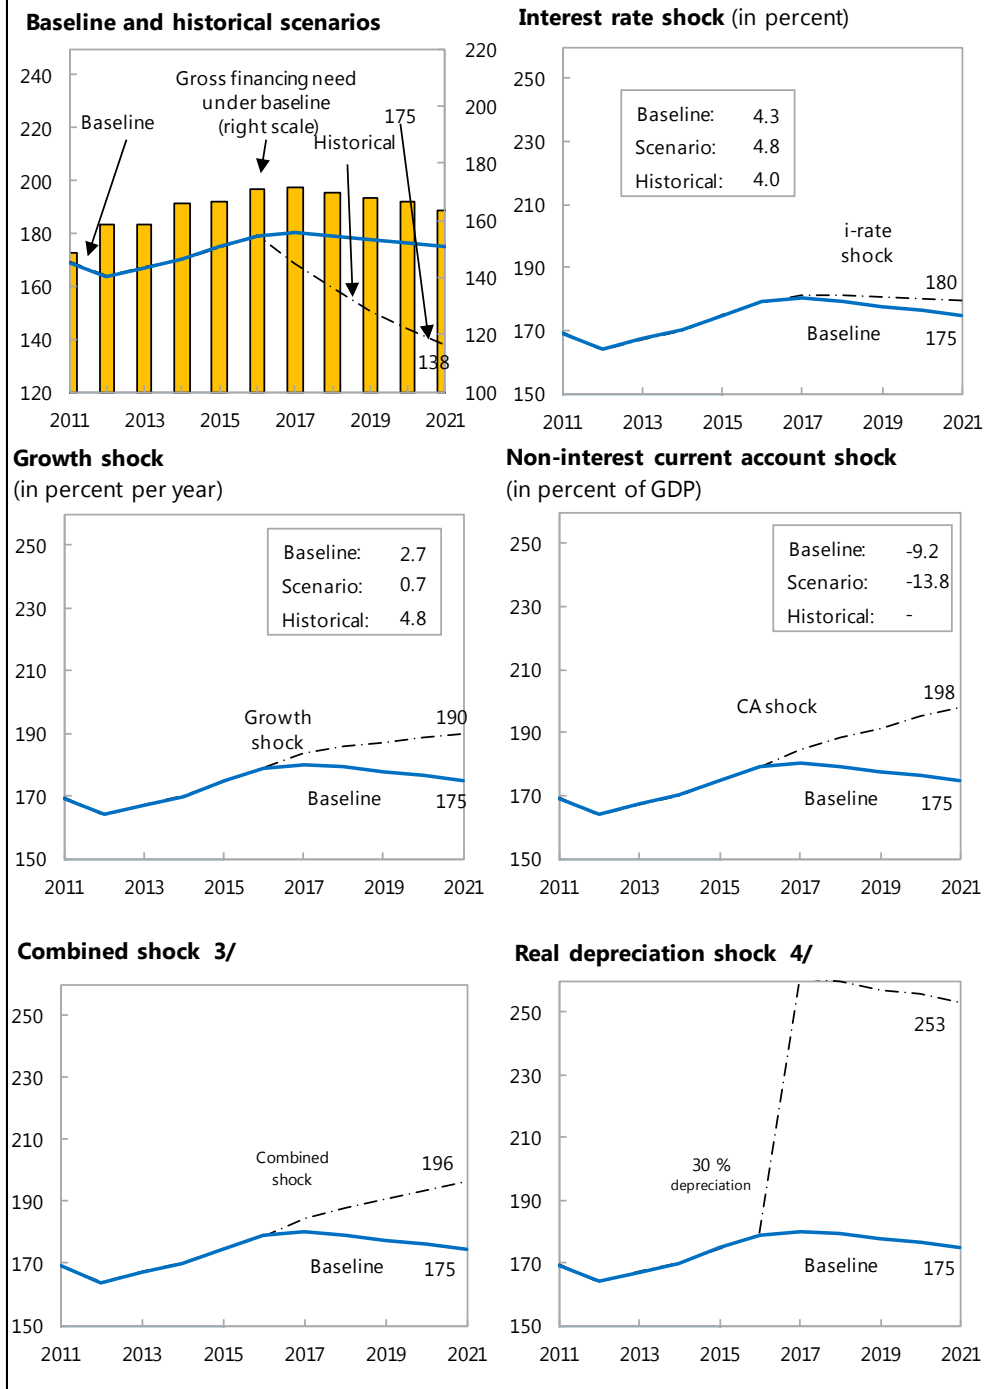 Baseline and historical scenarios
240
220
200
180
160
140
120
220
200
180
160
140
120
100
Gross financing need
under baseline
(right scale)
Baseline
Historical
175
138
2011 2013 2015 2017 2019 2021
Interest rate shock (in percent)
250
230
210
190
170
150
Baseline: 4.3
Scenario: 4.8
Historical: 4.0
i-rate
shock
180
Baseline
175
2011 2013 2015 2017 2019 2021
Growth shock
(in percent per year)
250
230
210
190
170
150
Baseline: 2.7
Scenario: 0.7
Historical: 4.8
Growth
shock
190
Baseline
175
2011 2013 2015 2017 2019 2021
Non-interest current account shock
(in percent of GDP)
250
230
210
190
170
150
Baseline: -9.2
Scenario: -13.8
Historical: -
CA shock
198
Baseline
175
2011 2013 2015 2017 2019 2021
Combined shock 3/
250
230
210
190
170
150
Combined
shock
196
Baseline
175
2011 2013 2015 2017 2019 2021
Real depreciation shock 4/
250
230
210
190
170
150
30 %
depreciation
253
Baseline
175
2011 2013 2015 2017 2019 2021